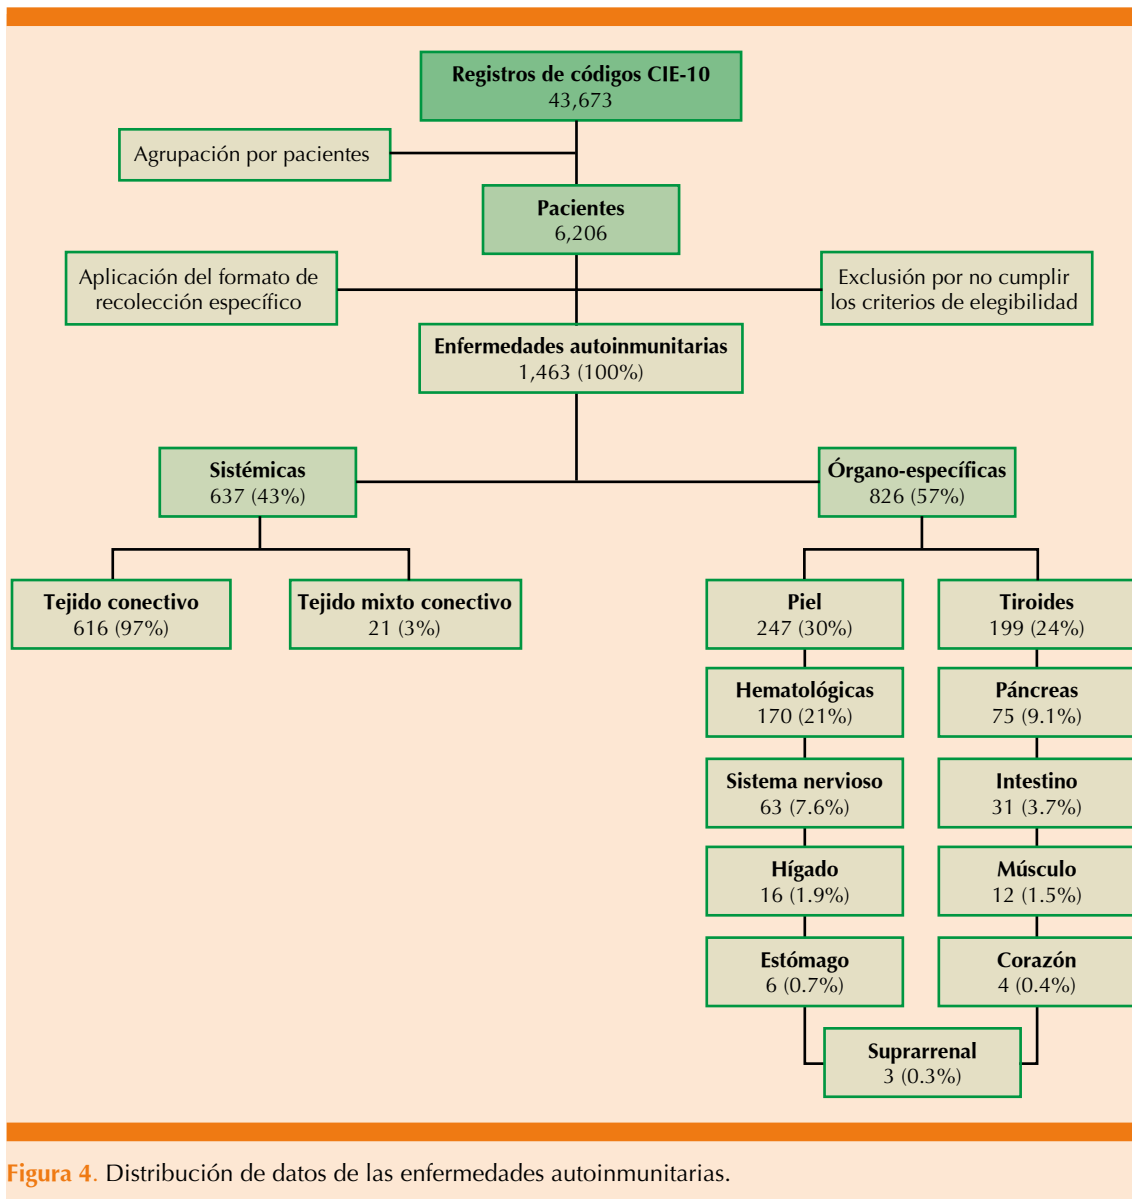 Registros de códigos CIE-10
43,673
Agrupación por pacientes
Pacientes
6,206
Aplicación del formato de
recolección específico
Exclusión por no cumplir
los criterios de elegibilidad
Enfermedades autoinmunitarias
1,463 (100%)
Sistémicas
637 (43%)
Órgano-específicas
826 (57%)
Tejido conectivo
616 (97%)
Tejido mixto conectivo
21 (3%)
Piel
247 (30%)
Tiroides
199 (24%)
Hematológicas
170 (21%)
Páncreas
75 (9.1%)
Sistema nervioso
63 (7.6%)
Intestino
31 (3.7%)
Hígado
16 (1.9%)
Músculo
12 (1.5%)
Estómago
6 (0.7%)
Corazón
4 (0.4%)
Suprarrenal
3 (0.3%)
Figura 4. Distribución de datos de las enfermedades autoinmunitarias.